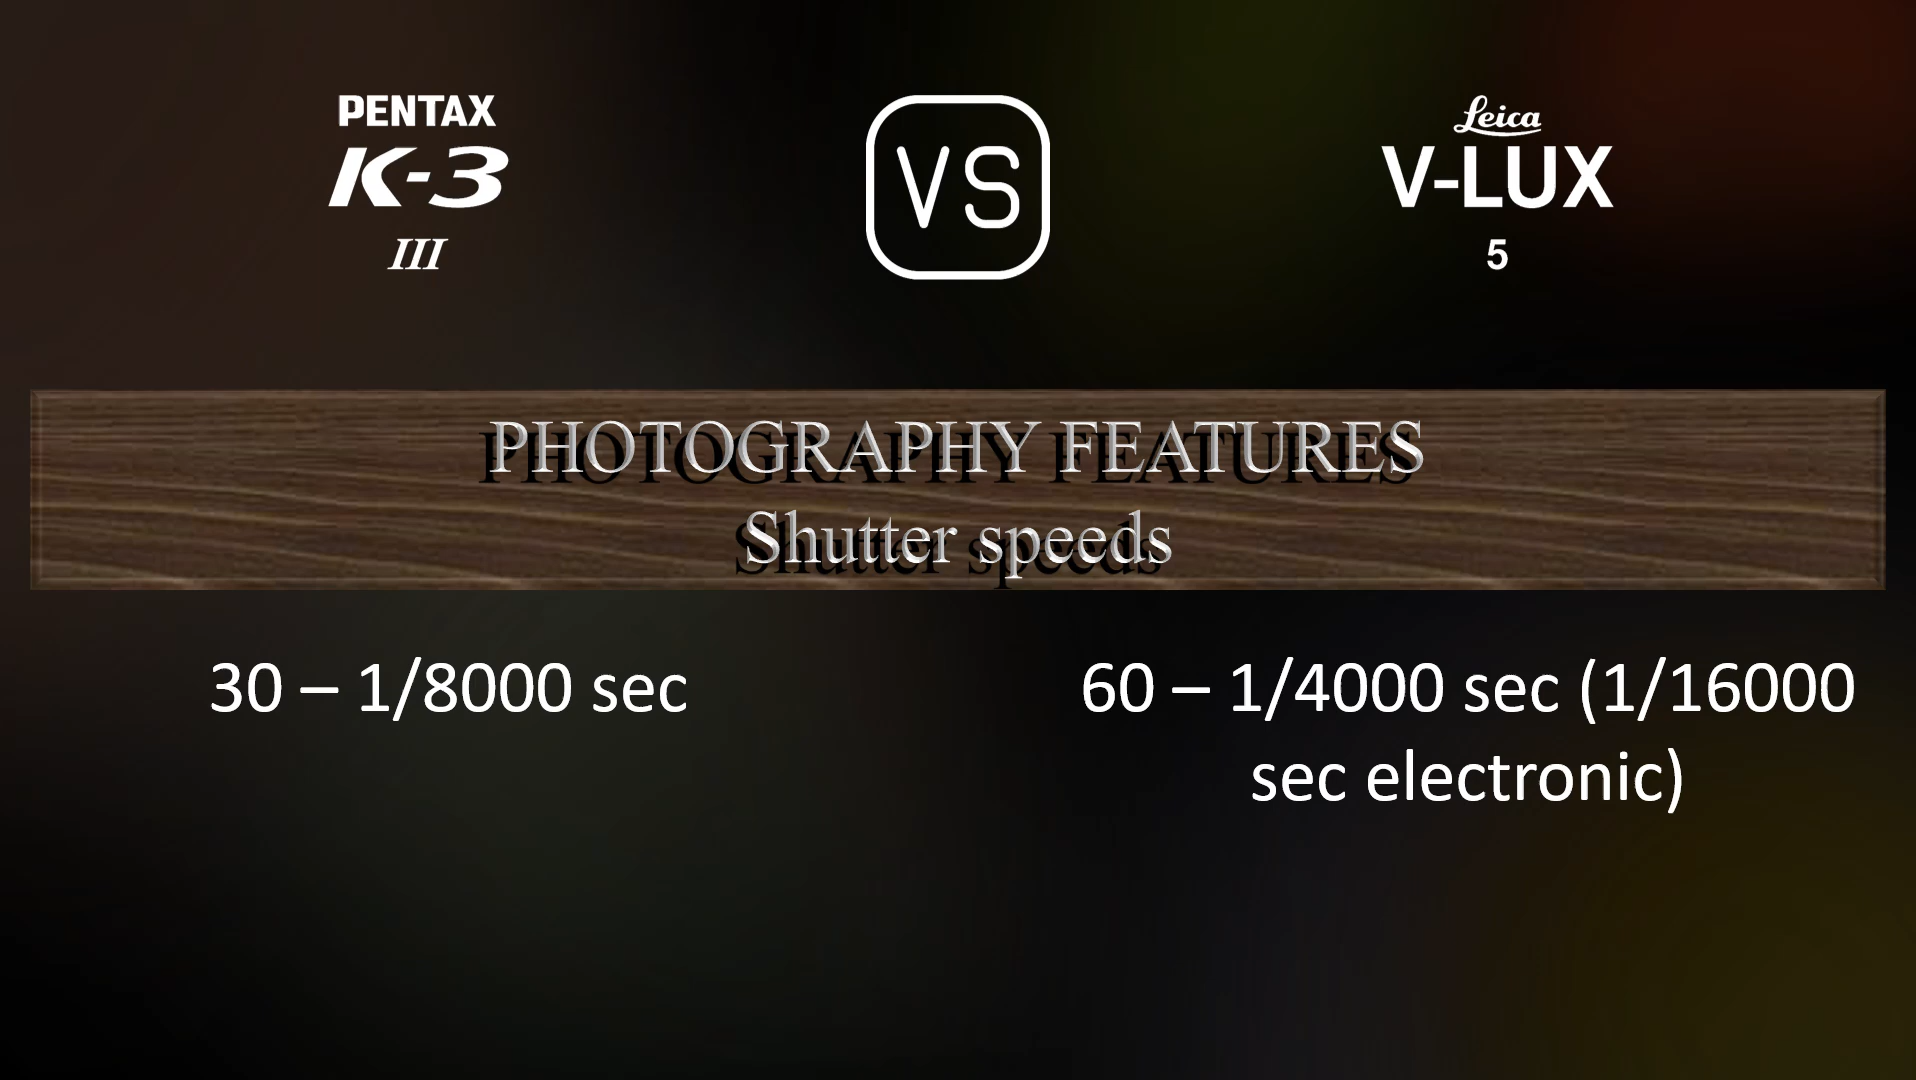 PENTAX
K-3
III
VS
Leica
V-LUX
5
PHOTOGRAPHY FEATURES
Shutter speeds
30 – 1/8000 sec
60 – 1/4000 sec (1/16000
sec electronic)